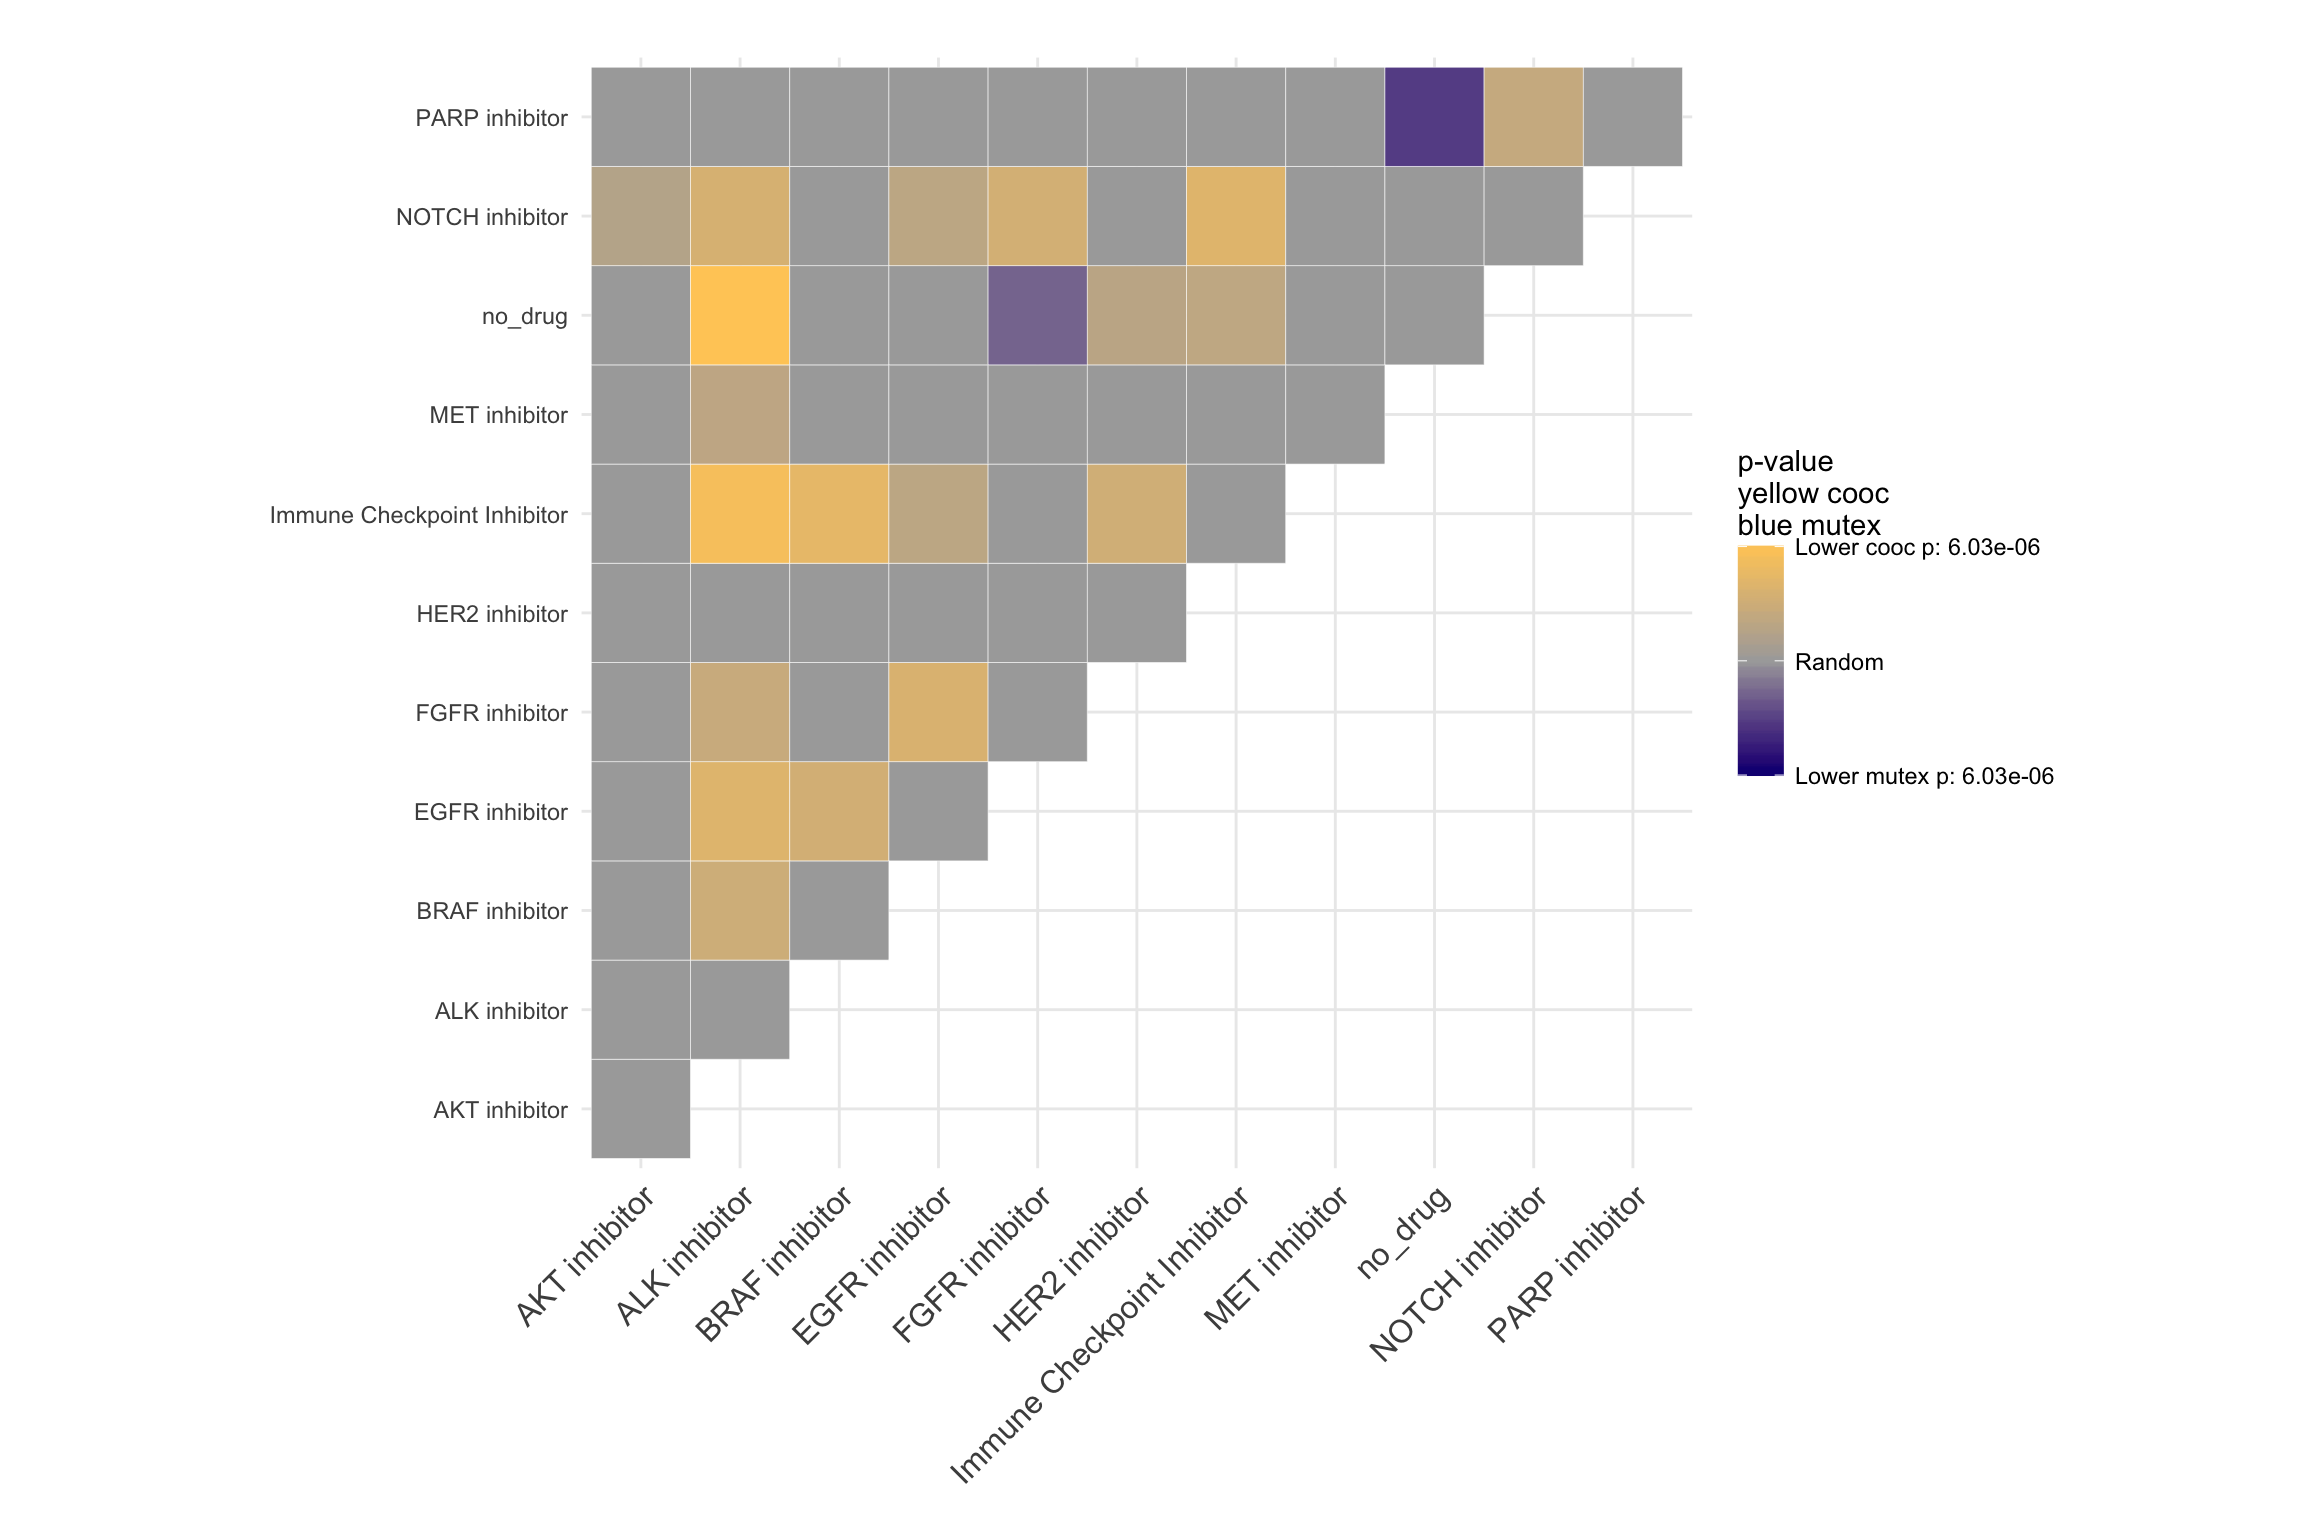 PARP inhibitor
NOTCH inhibitor
no_drug
MET inhibitor
Immune Checkpoint Inhibitor
HER2 inhibitor
FGFR inhibitor
EGFR inhibitor
BRAF inhibitor
ALK inhibitor
AKT inhibitor
AKT inhibitor
ALK inhibitor
BRAF inhibitor
EGFR inhibitor
FGFR inhibitor
HER2 inhibitor
Immune Checkpoint Inhibitor
MET inhibitor
no_drug
NOTCH inhibitor
PARP inhibitor
p-value
yellow cooc
blue mutex
Lower cooc p: 6.03e-06
Random
Lower mutex p: 6.03e-06